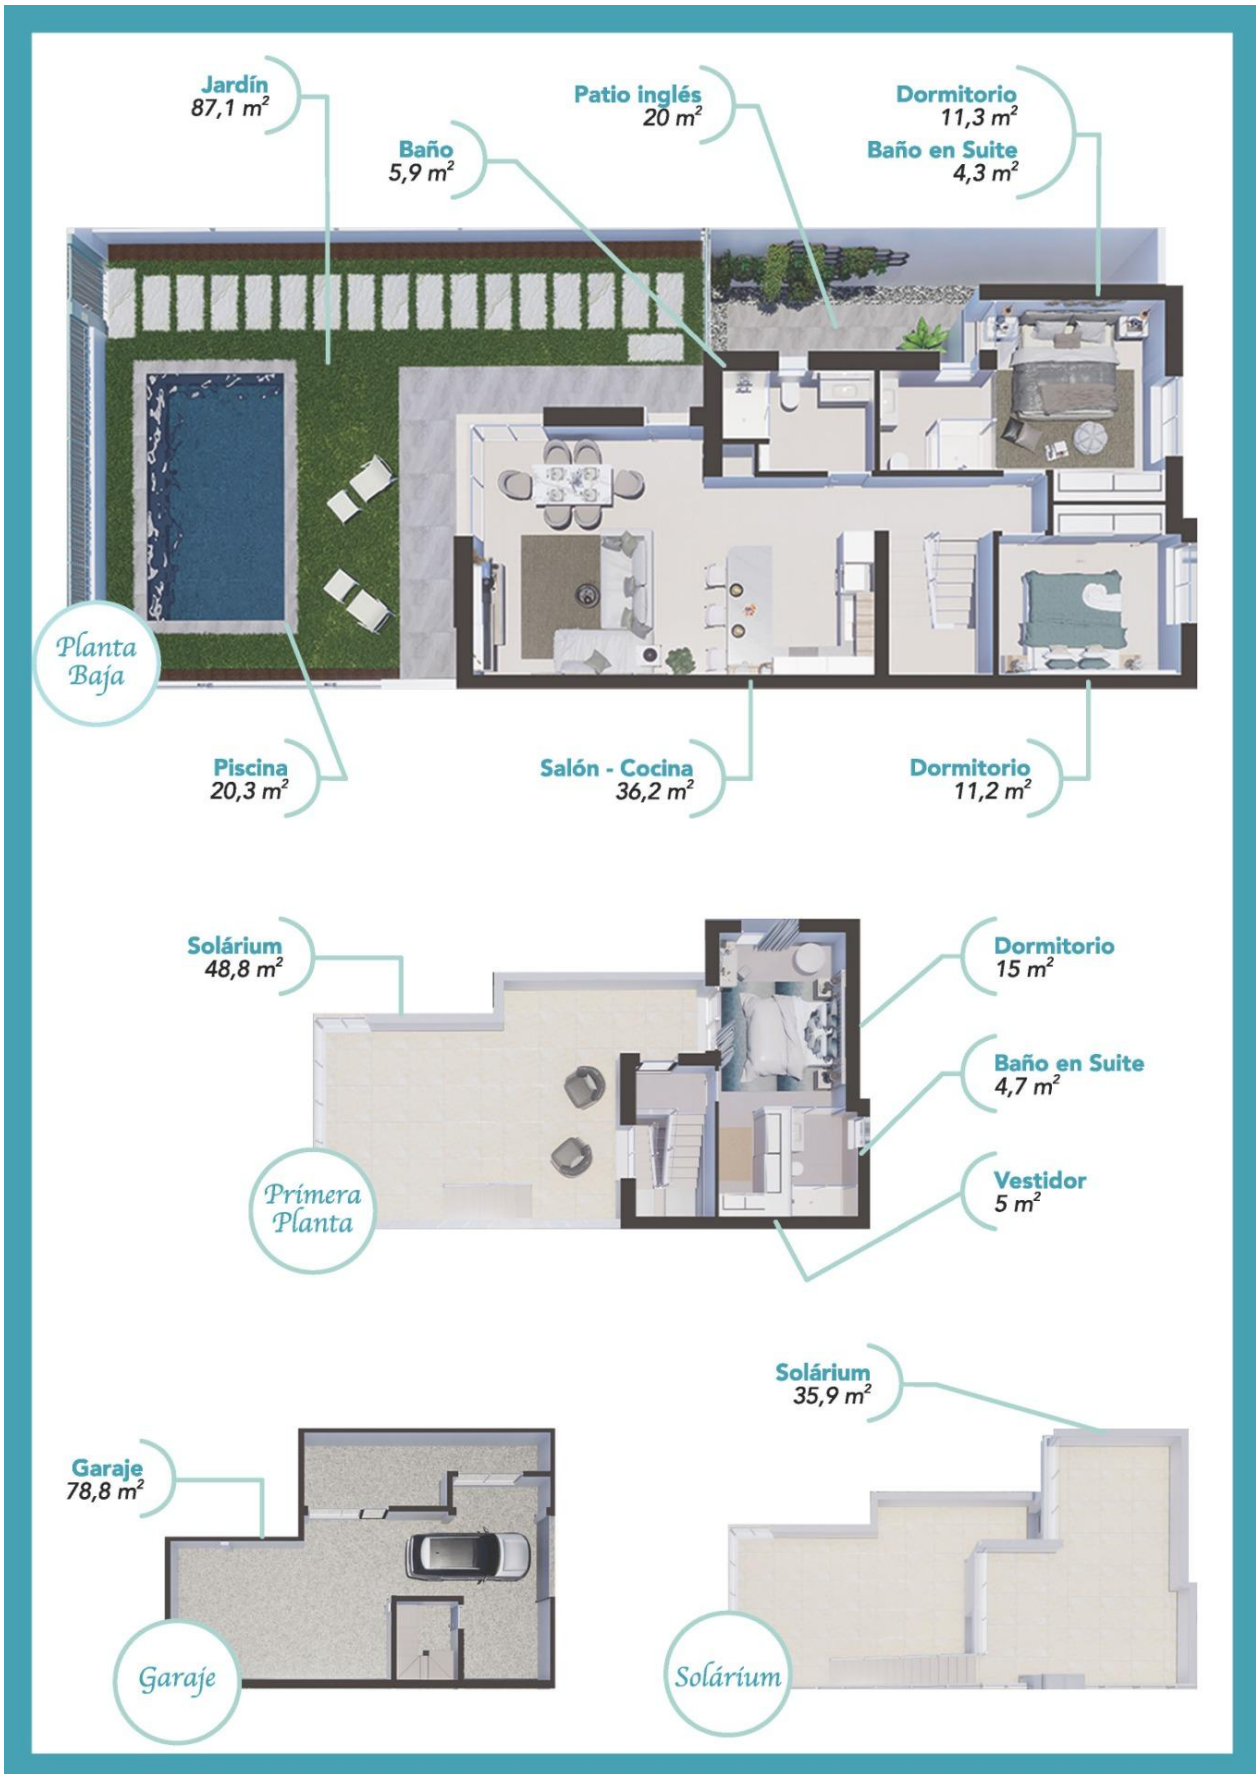 Jardín
87,1 m²
Baño
5,9 m²
Patio inglés
20 m²
Dormitorio
11,3 m²
Baño en Suite
4,3 m²
Planta
Baja
Piscina
20,3 m²
Salón - Cocina
36,2 m²
Dormitorio
11,2 m²
Solárium
48,8 m²
Dormitorio
15 m²
Baño en Suite
4,7 m²
Vestidor
5 m²
Primera
Planta
Solárium
35,9 m²
Garaje
78,8 m²
Garaje
Solárium